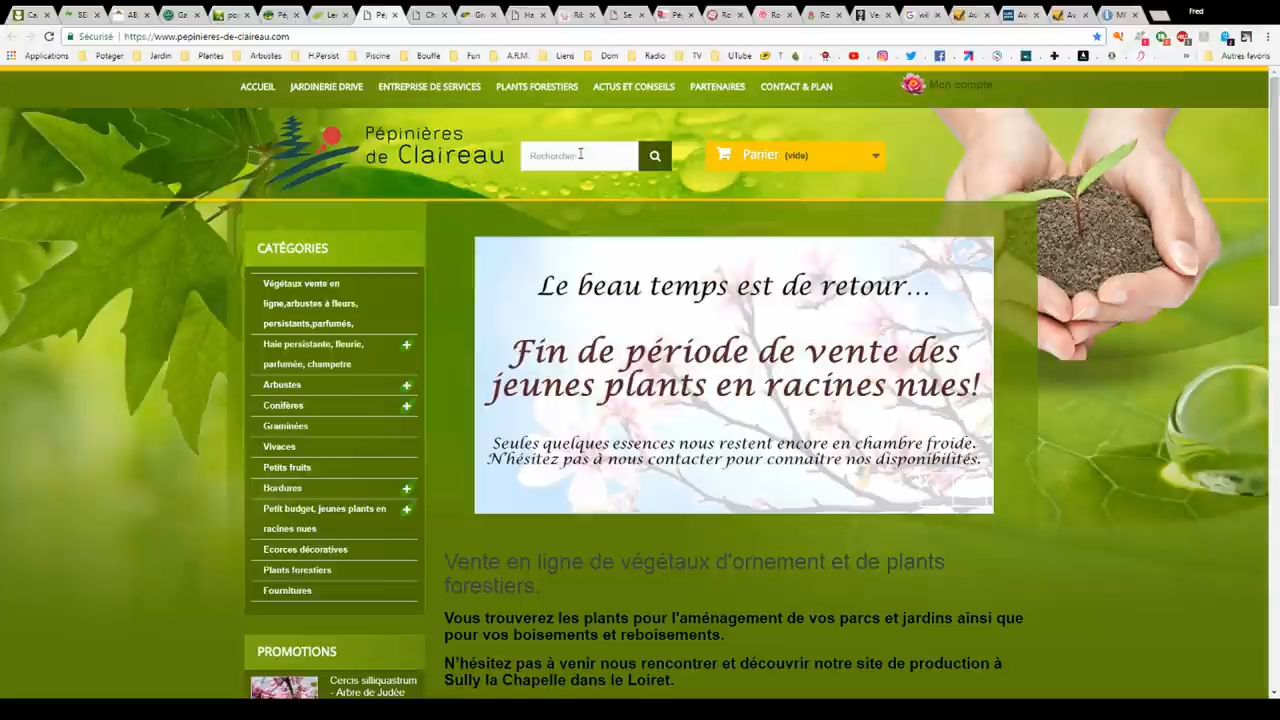 Fred
Sécurisé | https://www.pepinieres-de-claireau.com
Applications Potager Jardin Plantes Arbustes H.Persist Piscine Bouffe Fun A.R.M. Liens Dom Radio TV UTube Autres favoris
ACCUEIL JARDINERIE DRIVE ENTREPRISE DE SERVICES PLANTS FORESTIERS ACTUS ET CONSEILS PARTENAIRES CONTACT & PLAN Mon compte
Pépinières
de Claireau
Rechercher
Panier (vide)
CATÉGORIES
Végétaux vente en
ligne,arbustes à fleurs,
persistants,parfumés,
Haie persistante, fleurie,
parfumée, champetre
Arbustes
Conifères
Graminées
Vivaces
Petits fruits
Bordures
Petit budget, jeunes plants en
racines nues
Ecorces décoratives
Plants forestiers
Fournitures
PROMOTIONS
Cercis silliquastrum
- Arbre de Judée
Le beau temps est de retour...
Fin de période de vente des
jeunes plants en racines nues!
Seules quelques essences nous restent encore en chambre froide.
N'hésitez pas à nous contacter pour connaître nos disponibilités.
Vente en ligne de végétaux d'ornement et de plants
forestiers.
Vous trouverez les plants pour l'aménagement de vos parcs et jardins ainsi que
pour vos boisements et reboisements.
N'hésitez pas à venir nous rencontrer et découvrir notre site de production à
Sully la Chapelle dans le Loiret.